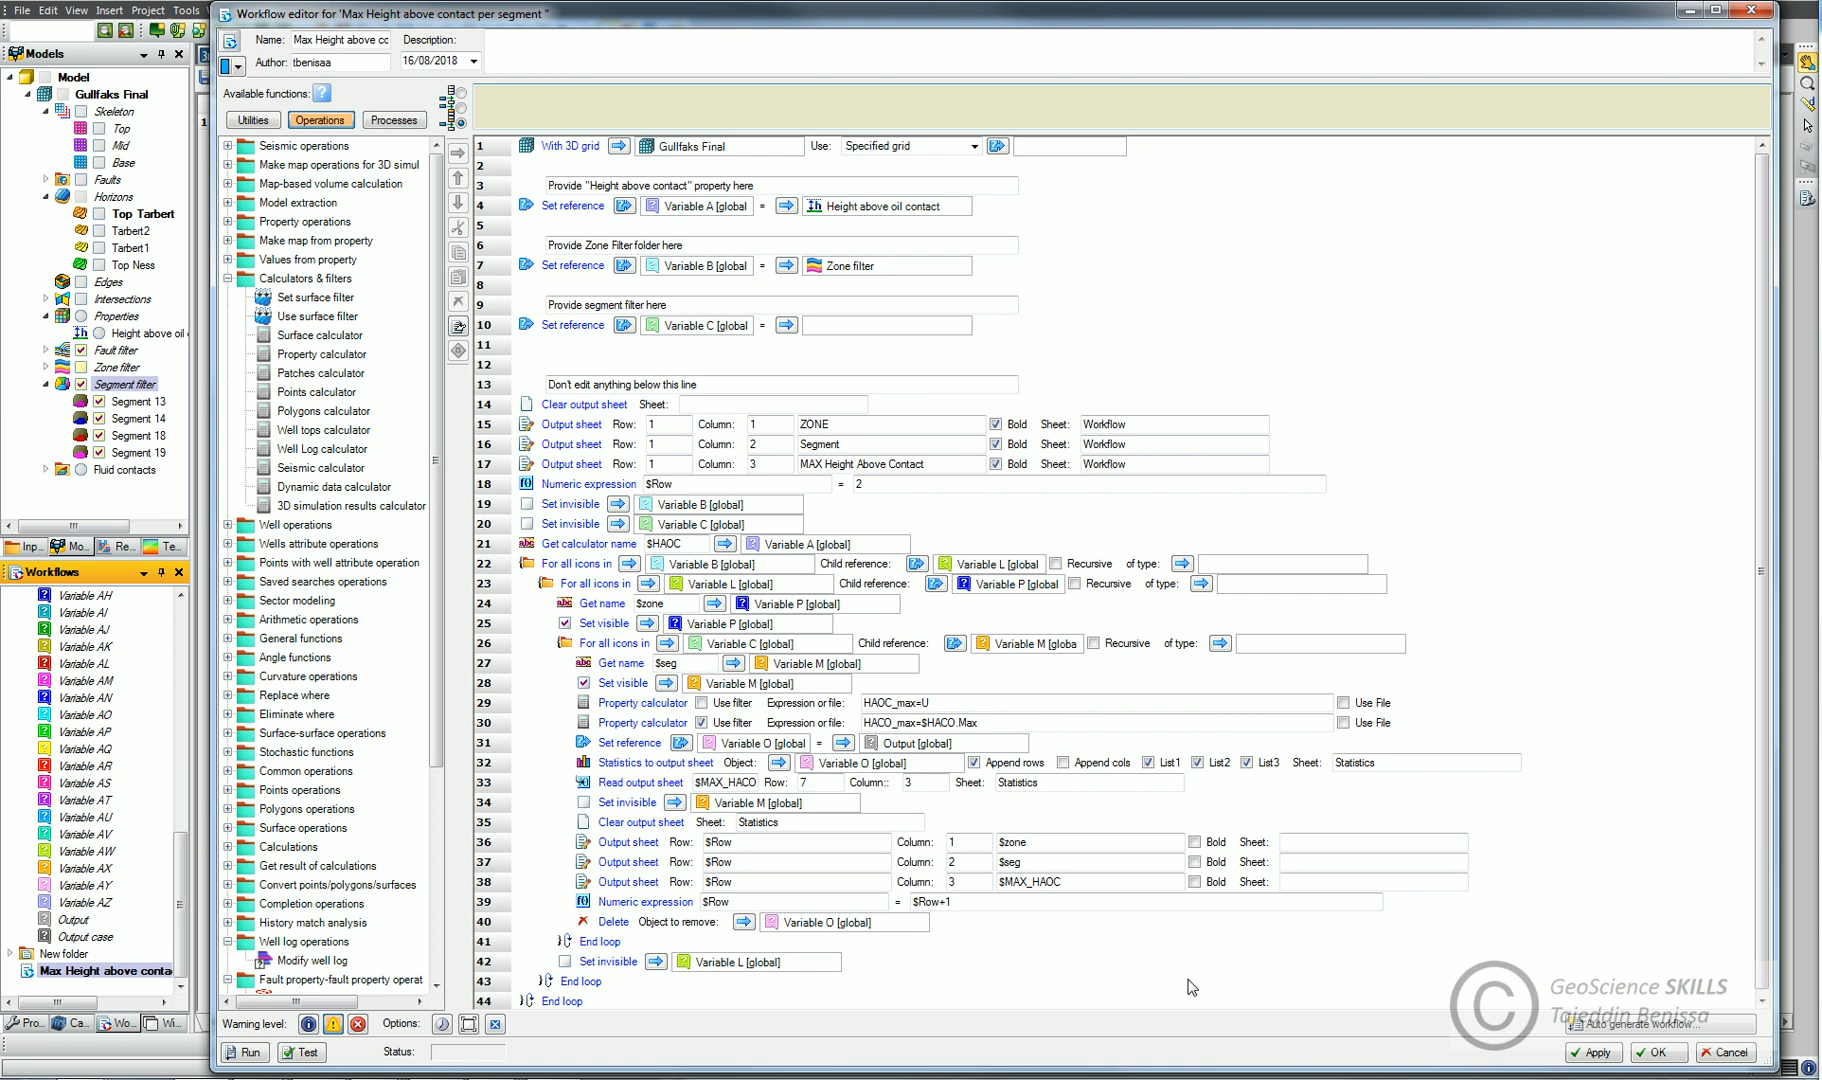 File Edit View Insert Project Tools
Workflow editor for 'Max Height above contact per segment "
Name: Max Height above cc Description:
Author: tbenisaa 16/08/2018
Available functions:
Utilities Operations Processes
Models
Model
Gullfaks Final
Skeleton
Top
Mid
Base
Faults
Horizons
Top Tarbert
Tarbert2
Tarbert1
Top Ness
Edges
Intersections
Properties
Height above oil
Fault filter
Zone filter
Segment filter
Segment 13
Segment 14
Segment 18
Segment 19
Fluid contacts
Inp... Mo... Re... Te...
Workflows
Variable AH
Variable AI
Variable AJ
Variable AK
Variable AL
Variable AM
Variable AN
Variable AO
Variable AP
Variable AQ
Variable AR
Variable AS
Variable AT
Variable AU
Variable AV
Variable AW
Variable AX
Variable AY
Variable AZ
Output
Output case
New folder
Max Height above conta
Pro... Ca... Wo... Wi...
Seismic operations
Make map operations for 3D simul
Map-based volume calculation
Model extraction
Property operations
Make map from property
Values from property
Calculators & filters
Set surface filter
Use surface filter
Surface calculator
Property calculator
Patches calculator
Points calculator
Polygons calculator
Well tops calculator
Well Log calculator
Seismic calculator
Dynamic data calculator
3D simulation results calculator
Well operations
Wells attribute operations
Points with well attribute operation
Saved searches operations
Sector modeling
Arithmetic operations
General functions
Angle functions
Curvature operations
Replace where
Eliminate where
Surface-surface operations
Stochastic functions
Common operations
Points operations
Polygons operations
Surface operations
Calculations
Get result of calculations
Convert points/polygons/surfaces
Completion operations
History match analysis
Well log operations
Modify well log
Fault property-fault property operat
1 With 3D grid Gullfaks Final Use: Specified grid
2
3 Provide "Height above contact" property here
4 Set reference Variable A [global = Height above oil contact
5
6 Provide Zone Filter folder here
7 Set reference Variable B [global = Zone filter
8
9 Provide segment filter here
10 Set reference Variable C [global =
11
12
13 Don't edit anything below this line
14 Clear output sheet Sheet:
15 Output sheet Row: 1 Column: 1 ZONE Bold Sheet: Workflow
16 Output sheet Row: 1 Column: 2 Segment Bold Sheet: Workflow
17 Output sheet Row: 1 Column: 3 MAX Height Above Contact Bold Sheet: Workflow
18 Numeric expression $Row = 2
19 Set invisible Variable B [global]
20 Set invisible Variable C [global]
21 Get calculator name $HAOC Variable A [global]
22 For all icons in Variable B [global] Child reference: Variable L [global Recursive of type:
23 For all icons in Variable L [global] Child reference: Variable P [global Recursive of type:
24 Get name $zone Variable P [global]
25 Set visible Variable P [global]
26 For all icons in Variable C [global] Child reference: Variable M [globa Recursive of type:
27 Get name $seg Variable M [global]
28 Set visible Variable M [global]
29 Property calculator Use filter Expression or file: HAOC_max=U Use File
30 Property calculator Use filter Expression or file: HACO_max=$HACO.Max Use File
31 Set reference Variable O [global = Output [global]
32 Statistics to output sheet Object: Variable O [global] Append rows Append cols List1 List2 List3 Sheet: Statistics
33 Read output sheet $MAX_HACO Row: 7 Column:: 3 Sheet: Statistics
34 Set invisible Variable M [global]
35 Clear output sheet Sheet: Statistics
36 Output sheet Row: $Row Column: 1 $zone Bold Sheet:
37 Output sheet Row: $Row Column: 2 $seg Bold Sheet:
38 Output sheet Row: $Row Column: 3 $MAX_HAOC Bold Sheet:
39 Numeric expression $Row = $Row+1
40 Delete Object to remove: Variable O [global]
41 End loop
42 Set invisible Variable L [global]
43 End loop
44 End loop
Warning level: Options:
Auto generate workflow...
Run Test Status:
Apply OK Cancel
© GeoScience SKILLS
Tajeddin Benissa